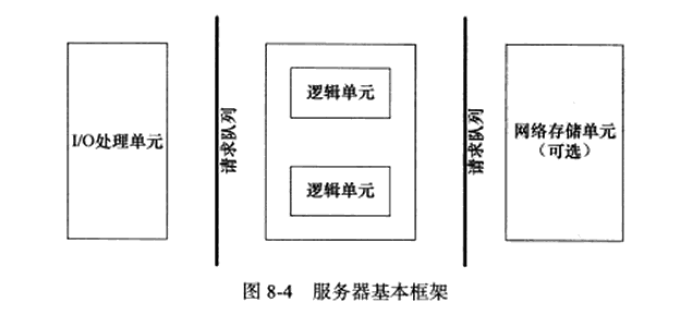 I/O处理单元
请求队列
逻辑单元
逻辑单元
请求队列
网络存储单元
（可选）
图 8-4 服务器基本框架